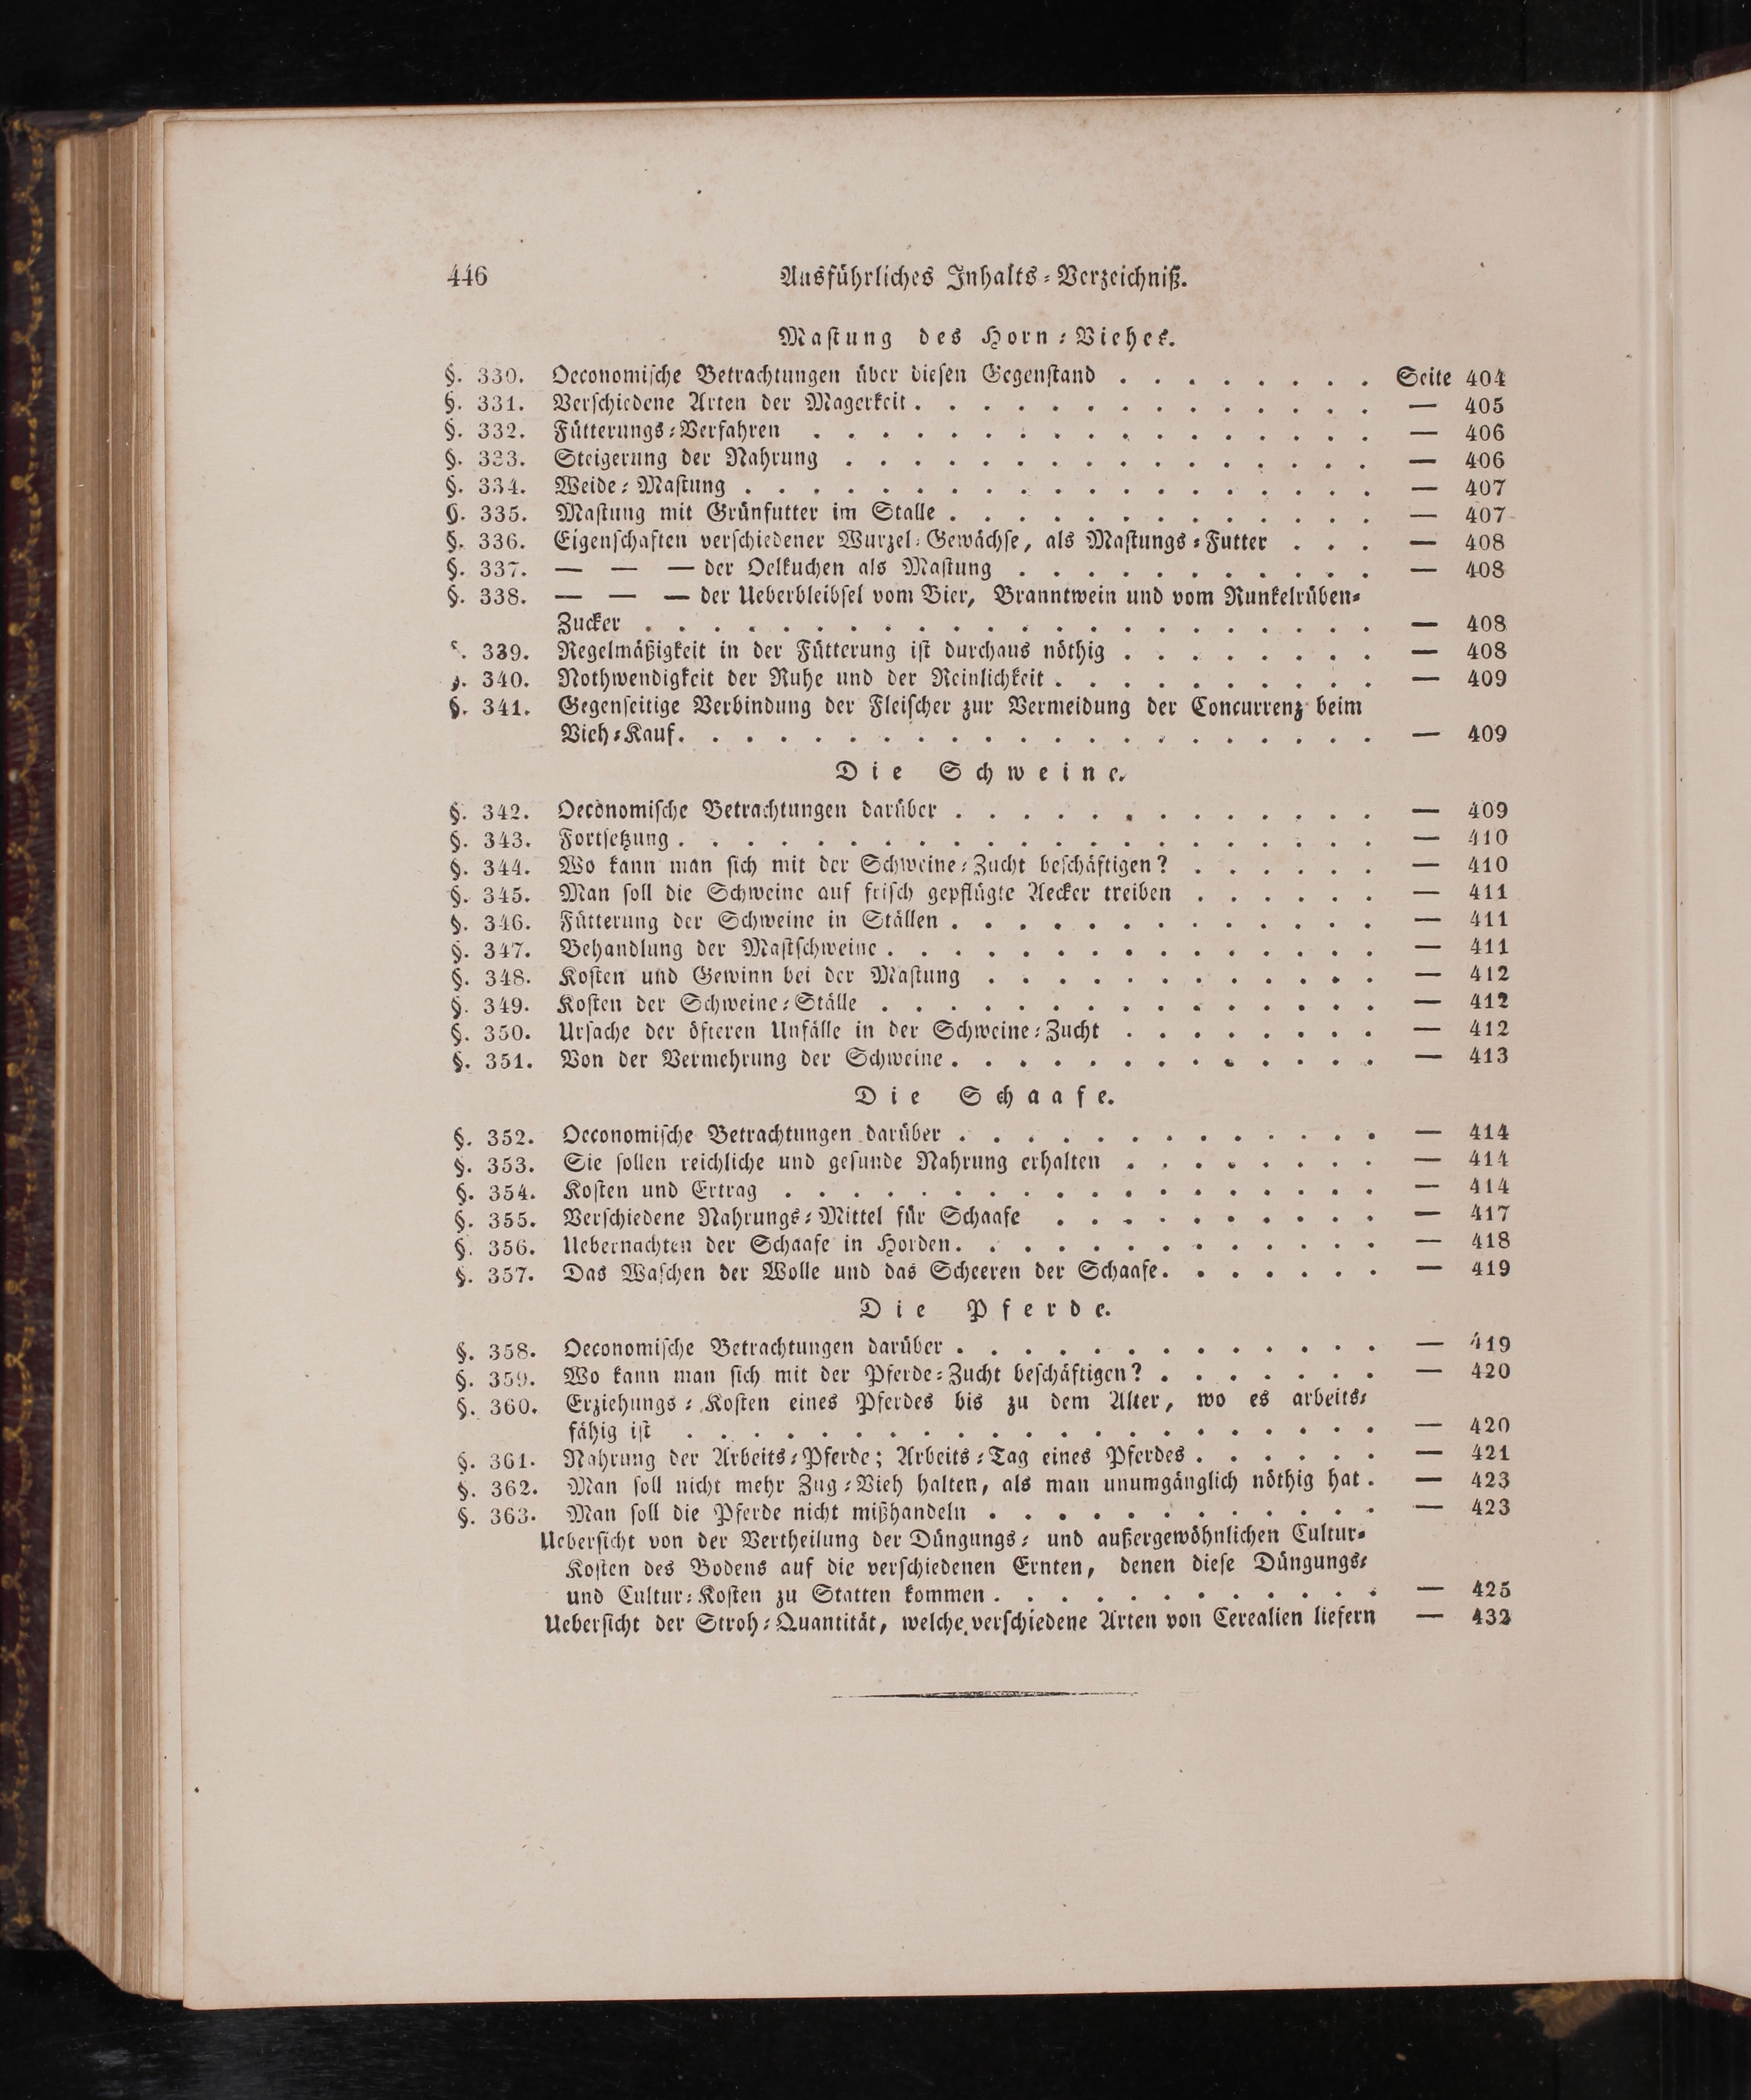 446 Ausführliches Inhalts-Verzeichniß.
Mastung des Horn-Viehes.
§. 330. Oeconomische Betrachtungen über diesen Gegenstand . . . . . . . . Seite 404
§. 331. Verschiedene Arten der Magerkeit . . . . . . . . . . . . . . — 405
§. 332. Fütterungs-Verfahren . . . . . . . . . . . . . . . . . — 406
§. 333. Steigerung der Nahrung . . . . . . . . . . . . . . . . — 406
§. 334. Weide-Mastung . . . . . . . . . . . . . . . . . . . — 407
§. 335. Mastung mit Grünfutter im Stalle . . . . . . . . . . . . . — 407
§. 336. Eigenschaften verschiedener Wurzel-Gewächse, als Mastungs-Futter . . . — 408
§. 337. — — — der Oelkuchen als Mastung . . . . . . . . . . . — 408
§. 338. — — — der Ueberbleibsel vom Bier, Branntwein und vom Runkelrüben-
Zucker . . . . . . . . . . . . . . . . . . . . . . — 408
§. 339. Regelmäßigkeit in der Fütterung ist durchaus nöthig . . . . . . . . — 408
§. 340. Nothwendigkeit der Ruhe und der Reinlichkeit . . . . . . . . . . — 409
§. 341. Gegenseitige Verbindung der Fleischer zur Vermeidung der Concurrenz beim
Vieh-Kauf. . . . . . . . . . . . . . . . . . . . . . — 409
Die Schweine.
§. 342. Oeconomische Betrachtungen darüber . . . . . . . . . . . . . — 409
§. 343. Fortsetzung . . . . . . . . . . . . . . . . . . . . . — 410
§. 344. Wo kann man sich mit der Schweine-Zucht beschäftigen? . . . . . . — 410
§. 345. Man soll die Schweine auf frisch gepflügte Aecker treiben . . . . . . — 411
§. 346. Fütterung der Schweine in Ställen . . . . . . . . . . . . . — 411
§. 347. Behandlung der Mastschweine . . . . . . . . . . . . . . . — 411
§. 348. Kosten und Gewinn bei der Mastung . . . . . . . . . . . . — 412
§. 349. Kosten der Schweine-Ställe . . . . . . . . . . . . . . . — 412
§. 350. Ursache der öfteren Unfälle in der Schweine-Zucht . . . . . . . . — 412
§. 351. Von der Vermehrung der Schweine . . . . . . . . . . . . . — 413
Die Schaafe.
§. 352. Oeconomische Betrachtungen darüber . . . . . . . . . . . . . — 414
§. 353. Sie sollen reichliche und gesunde Nahrung erhalten . . . . . . . . — 414
§. 354. Kosten und Ertrag . . . . . . . . . . . . . . . . . . — 414
§. 355. Verschiedene Nahrungs-Mittel für Schaafe . . . . . . . . . . — 417
§. 356. Uebernachten der Schaafe in Horden. . . . . . . . . . . . . . — 418
§. 357. Das Waschen der Wolle und das Scheeren der Schaafe. . . . . . . — 419
Die Pferde.
§. 358. Oeconomische Betrachtungen darüber . . . . . . . . . . . . . — 419
§. 359. Wo kann man sich mit der Pferde-Zucht beschäftigen? . . . . . . . — 420
§. 360. Erziehungs-Kosten eines Pferdes bis zu dem Alter, wo es arbeits-
fähig ist . . . . . . . . . . . . . . . . . . . . . — 420
§. 361. Nahrung der Arbeits-Pferde; Arbeits-Tag eines Pferdes . . . . . . — 421
§. 362. Man soll nicht mehr Zug-Vieh halten, als man unumgänglich nöthig hat . — 423
§. 363. Man soll die Pferde nicht mißhandeln . . . . . . . . . . . . — 423
Uebersicht von der Vertheilung der Düngungs- und außergewöhnlichen Cultur-
Kosten des Bodens auf die verschiedenen Ernten, denen diese Düngungs-
und Cultur-Kosten zu Statten kommen . . . . . . . . . . . . — 425
Uebersicht der Stroh-Quantität, welche verschiedene Arten von Cerealien liefern — 432